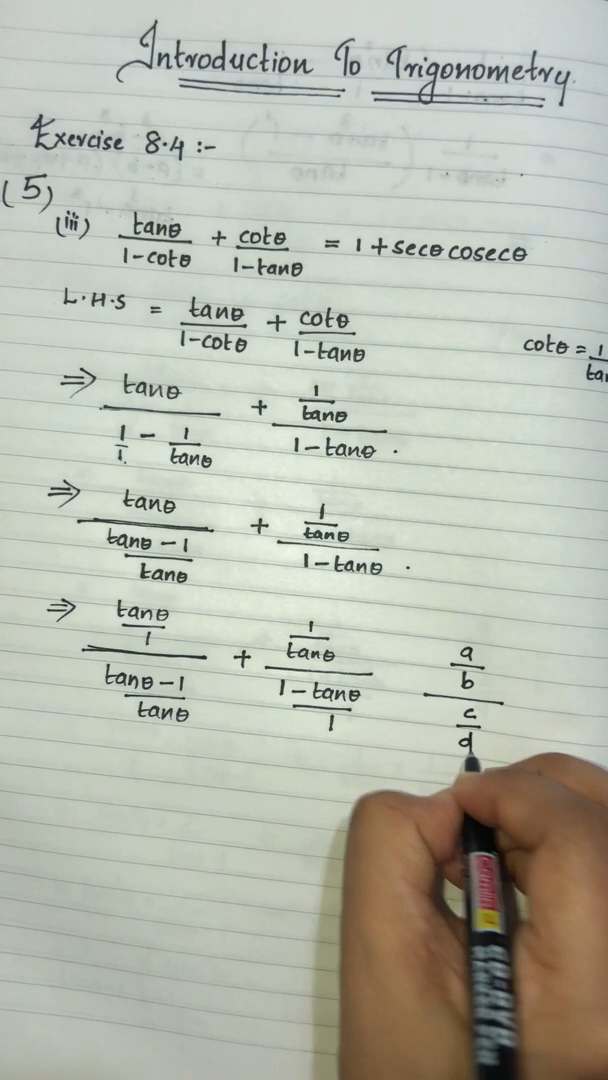 Introduction To Trigonometry
Exercise 8.4 :-
(5)
(iii) tanθ/1-cotθ + cotθ/1-tanθ = 1 + secθ cosecθ
L.H.S = tanθ/1-cotθ + cotθ/1-tanθ
cotθ = 1/tan
⇒ tanθ/(1/1. - 1/tanθ) + (1/tanθ)/1-tanθ .
⇒ tanθ/(tanθ-1/tanθ) + (1/tanθ)/1-tanθ .
⇒ (tanθ/1)/(tanθ-1/tanθ) + (1/tanθ)/(1-tanθ/1)
(a/b)/(c/d)